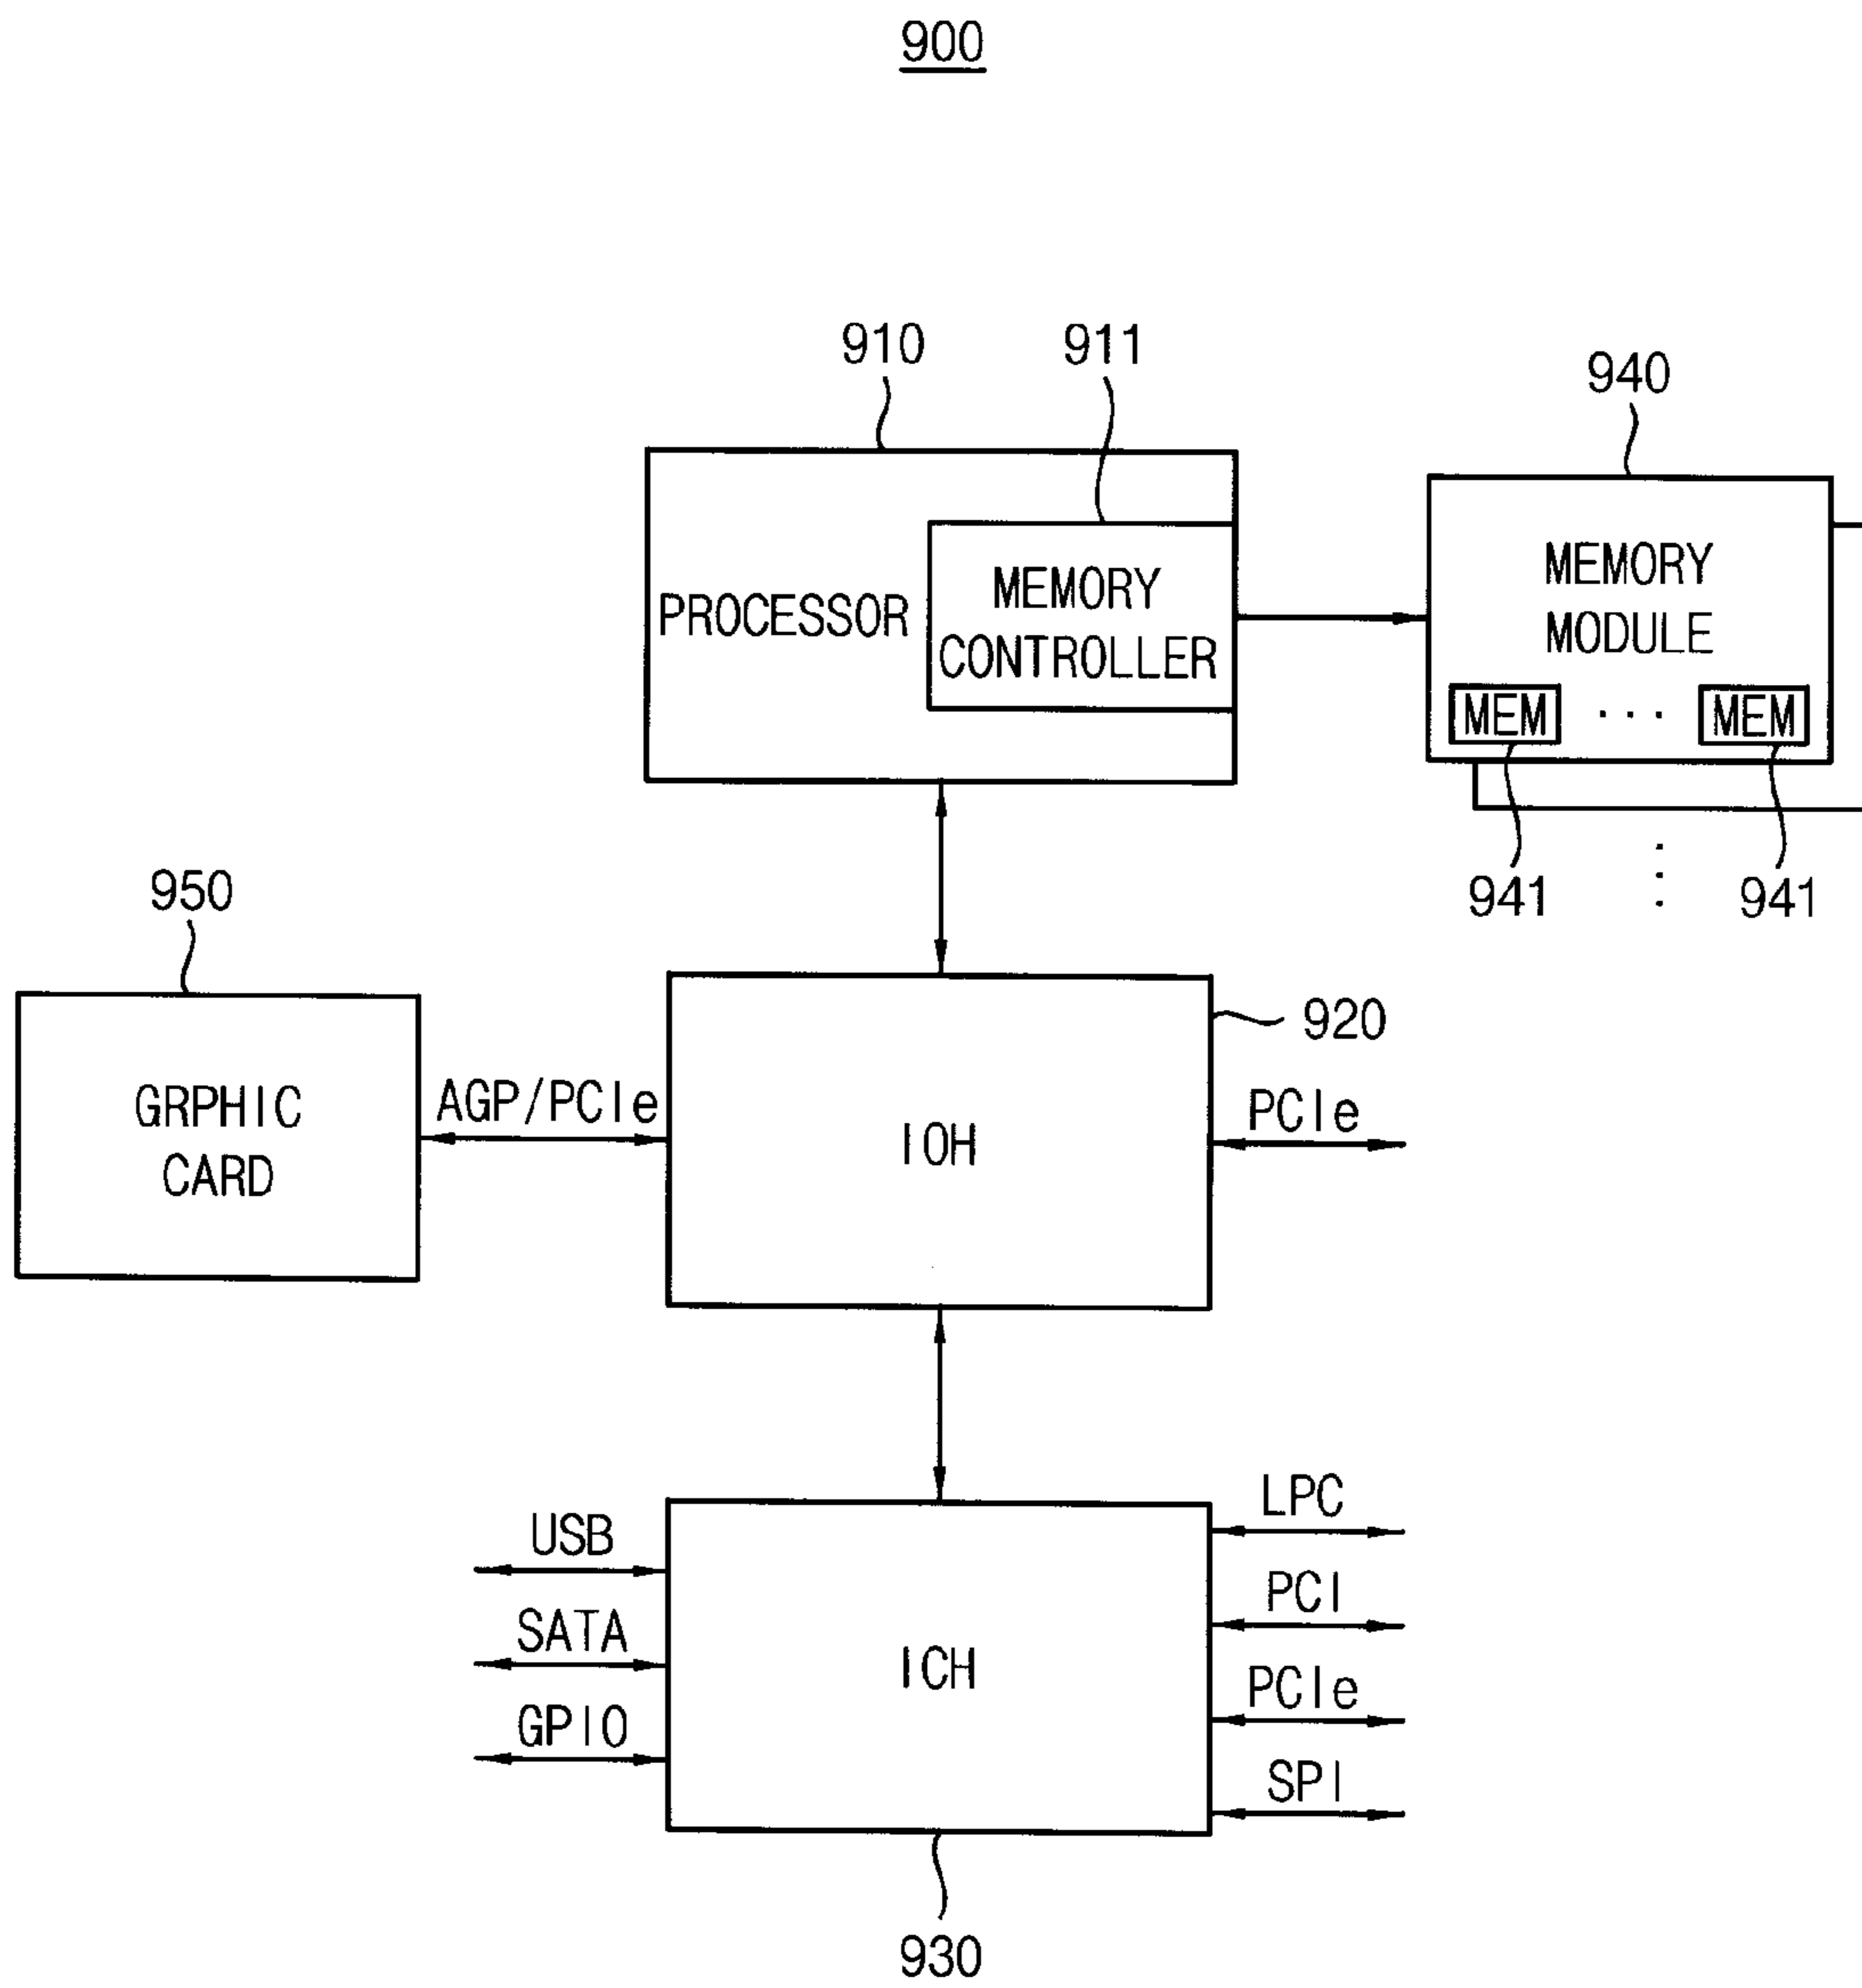 900
910
911
940
PROCESSOR
MEMORY
CONTROLLER
MEMORY
MODULE
MEM
...
MEM
941
941
950
920
GRPHIC
CARD
AGP/PCIe
IOH
PCIe
USB
SATA
GPIO
ICH
LPC
PCI
PCIe
SPI
930